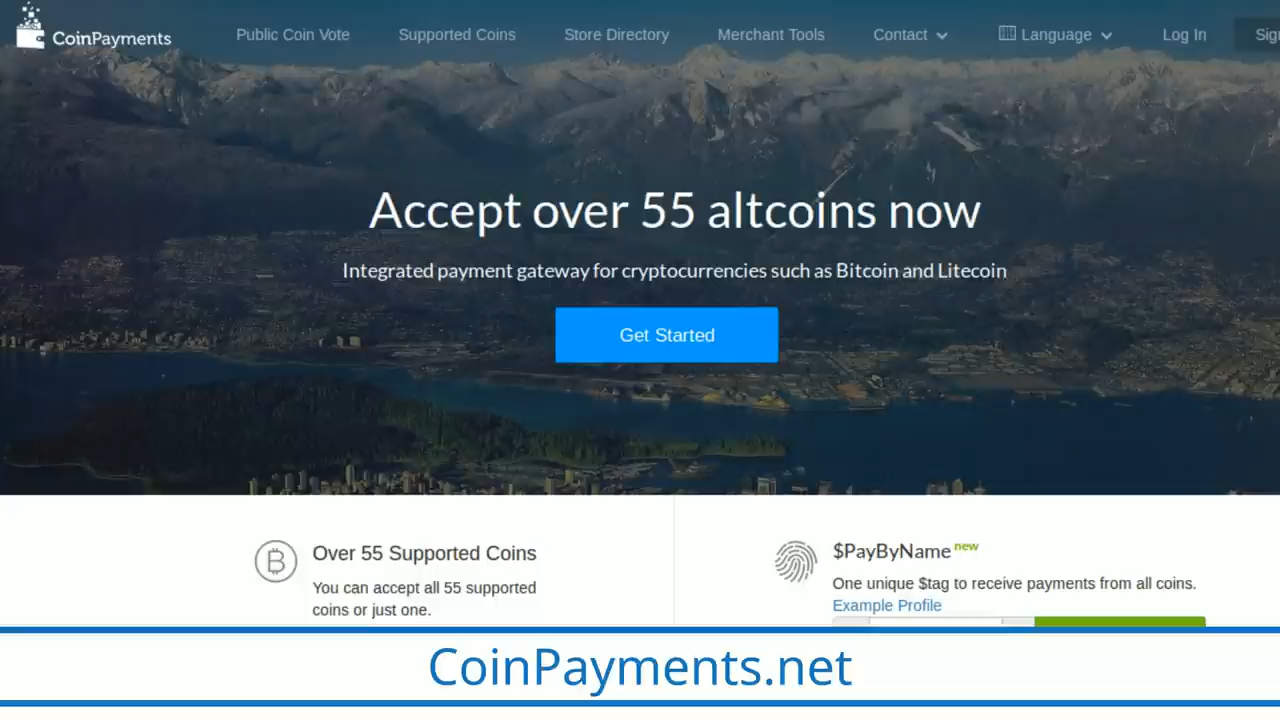 CoinPayments
Public Coin Vote
Supported Coins
Store Directory
Merchant Tools
Contact
Language
Log In
Accept over 55 altcoins now
Integrated payment gateway for cryptocurrencies such as Bitcoin and Litecoin
Get Started
Over 55 Supported Coins
You can accept all 55 supported
coins or just one.
$PayByName new
One unique $tag to receive payments from all coins.
Example Profile
CoinPayments.net